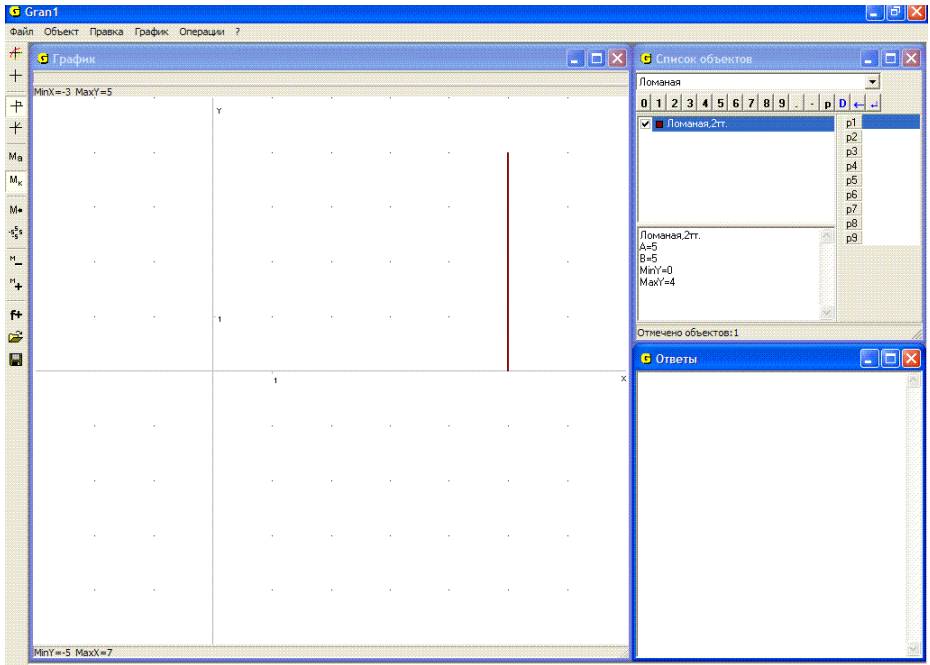 Gran1
Файл Объект Правка График Операции ?
График
MinX=-3 MaxY=5
Y
1
1
X
MinY=-5 MaxX=7
Ma
Mк
M
M
M
f+
Список объектов
Ломаная
0 1 2 3 4 5 6 7 8 9 . - p D
Ломаная,2тт.
p1
p2
p3
p4
p5
p6
p7
p8
p9
Ломаная,2тт.
A=5
B=5
MinY=0
MaxY=4
Отмечено объектов:1
Ответы